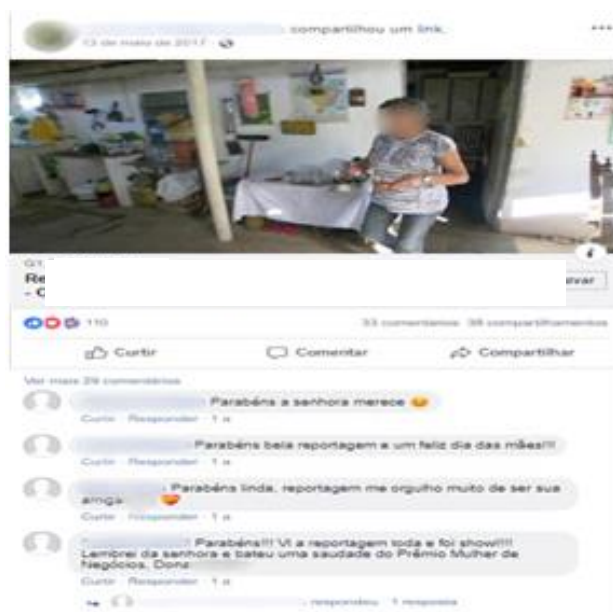 compartilhou um link.
13 de maio de 2017
G1.
Re
- C
110
33 comentários 38 compartilhamentos
Curtir Comentar Compartilhar
Ver mais 29 comentários
Parabéns a senhora merece
Curtir Responder 1 a
Parabéns bela reportagem e um feliz dia das mães!!!
Curtir Responder 1 a
Parabéns linda, reportagem me orgulho muito de ser sua
amiga
Curtir Responder 1 a
Parabéns!!! Vi a reportagem toda e foi show!!!!
Lembrei da senhora e bateu uma saudade do Prêmio Mulher de
Negócios, Dona
Curtir Responder 1 a
respondeu 1 resposta